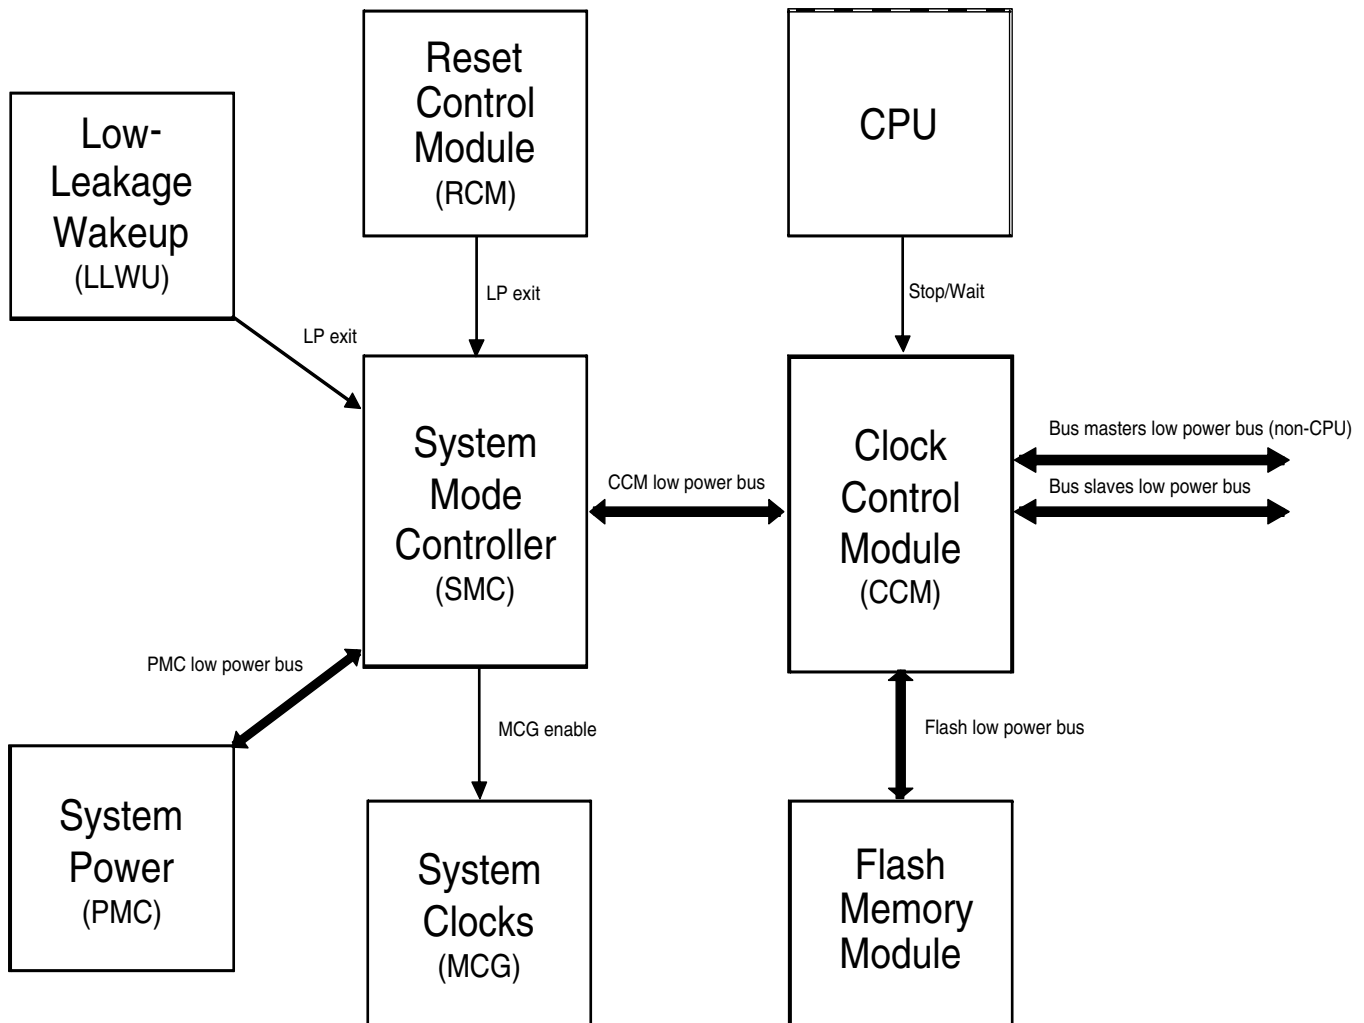 Reset
Control
Module
(RCM)
CPU
Low-
Leakage
Wakeup
(LLWU)
LP exit
Stop/Wait
LP exit
System
Mode
Controller
(SMC)
CCM low power bus
Clock
Control
Module
(CCM)
Bus masters low power bus (non-CPU)
Bus slaves low power bus
PMC low power bus
MCG enable
Flash low power bus
System
Power
(PMC)
System
Clocks
(MCG)
Flash
Memory
Module